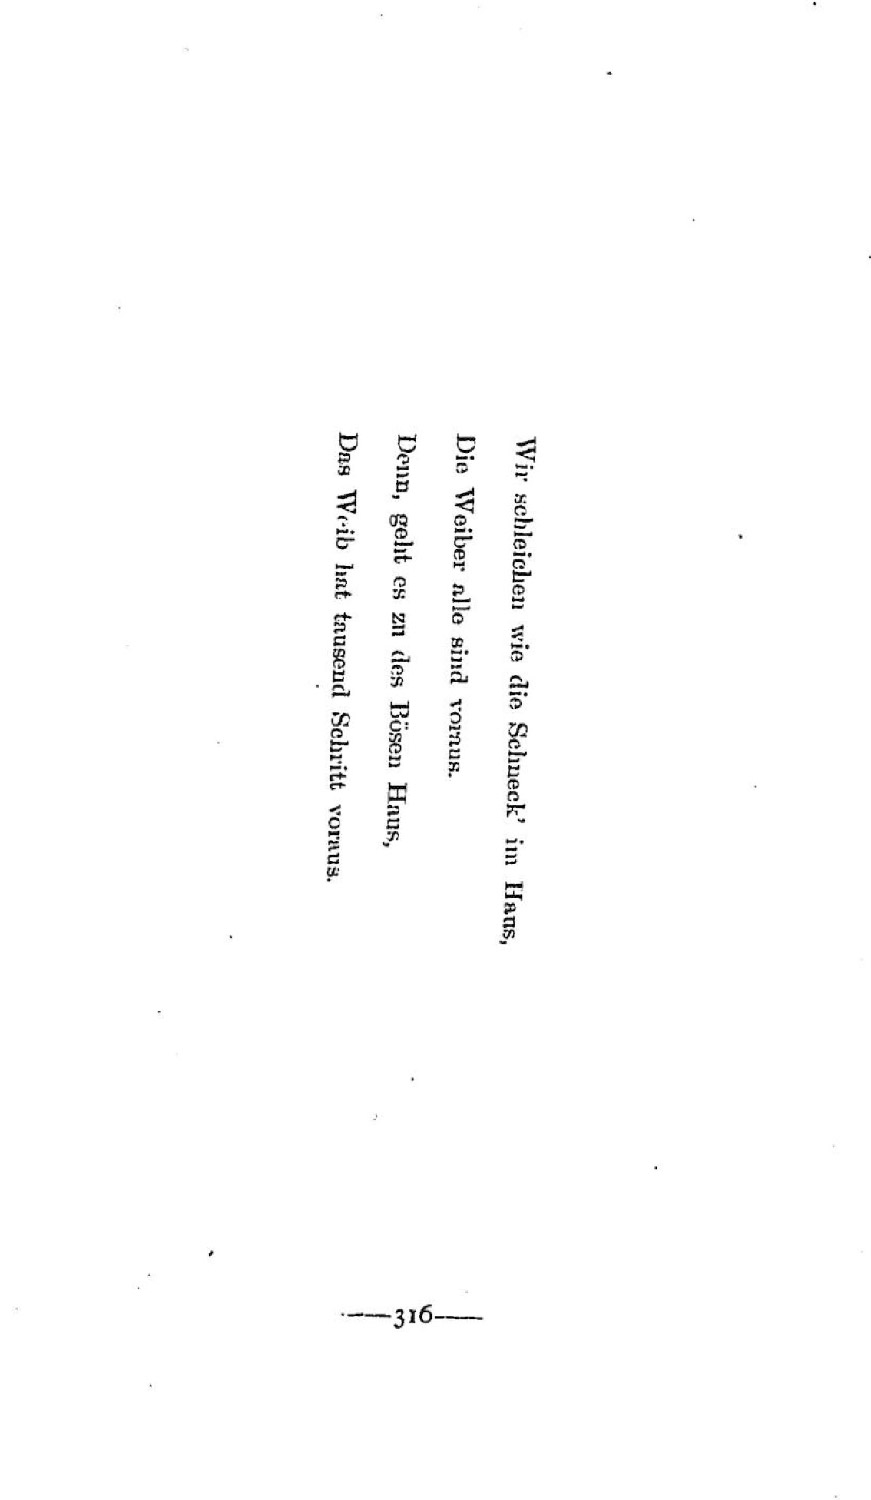 Wir schleichen wie die Schneck' im Haus,
Die Weiber alle sind voraus.
Denn, geht es zu des Bösen Haus,
Das Weib hat tausend Schritt voraus.
——316——